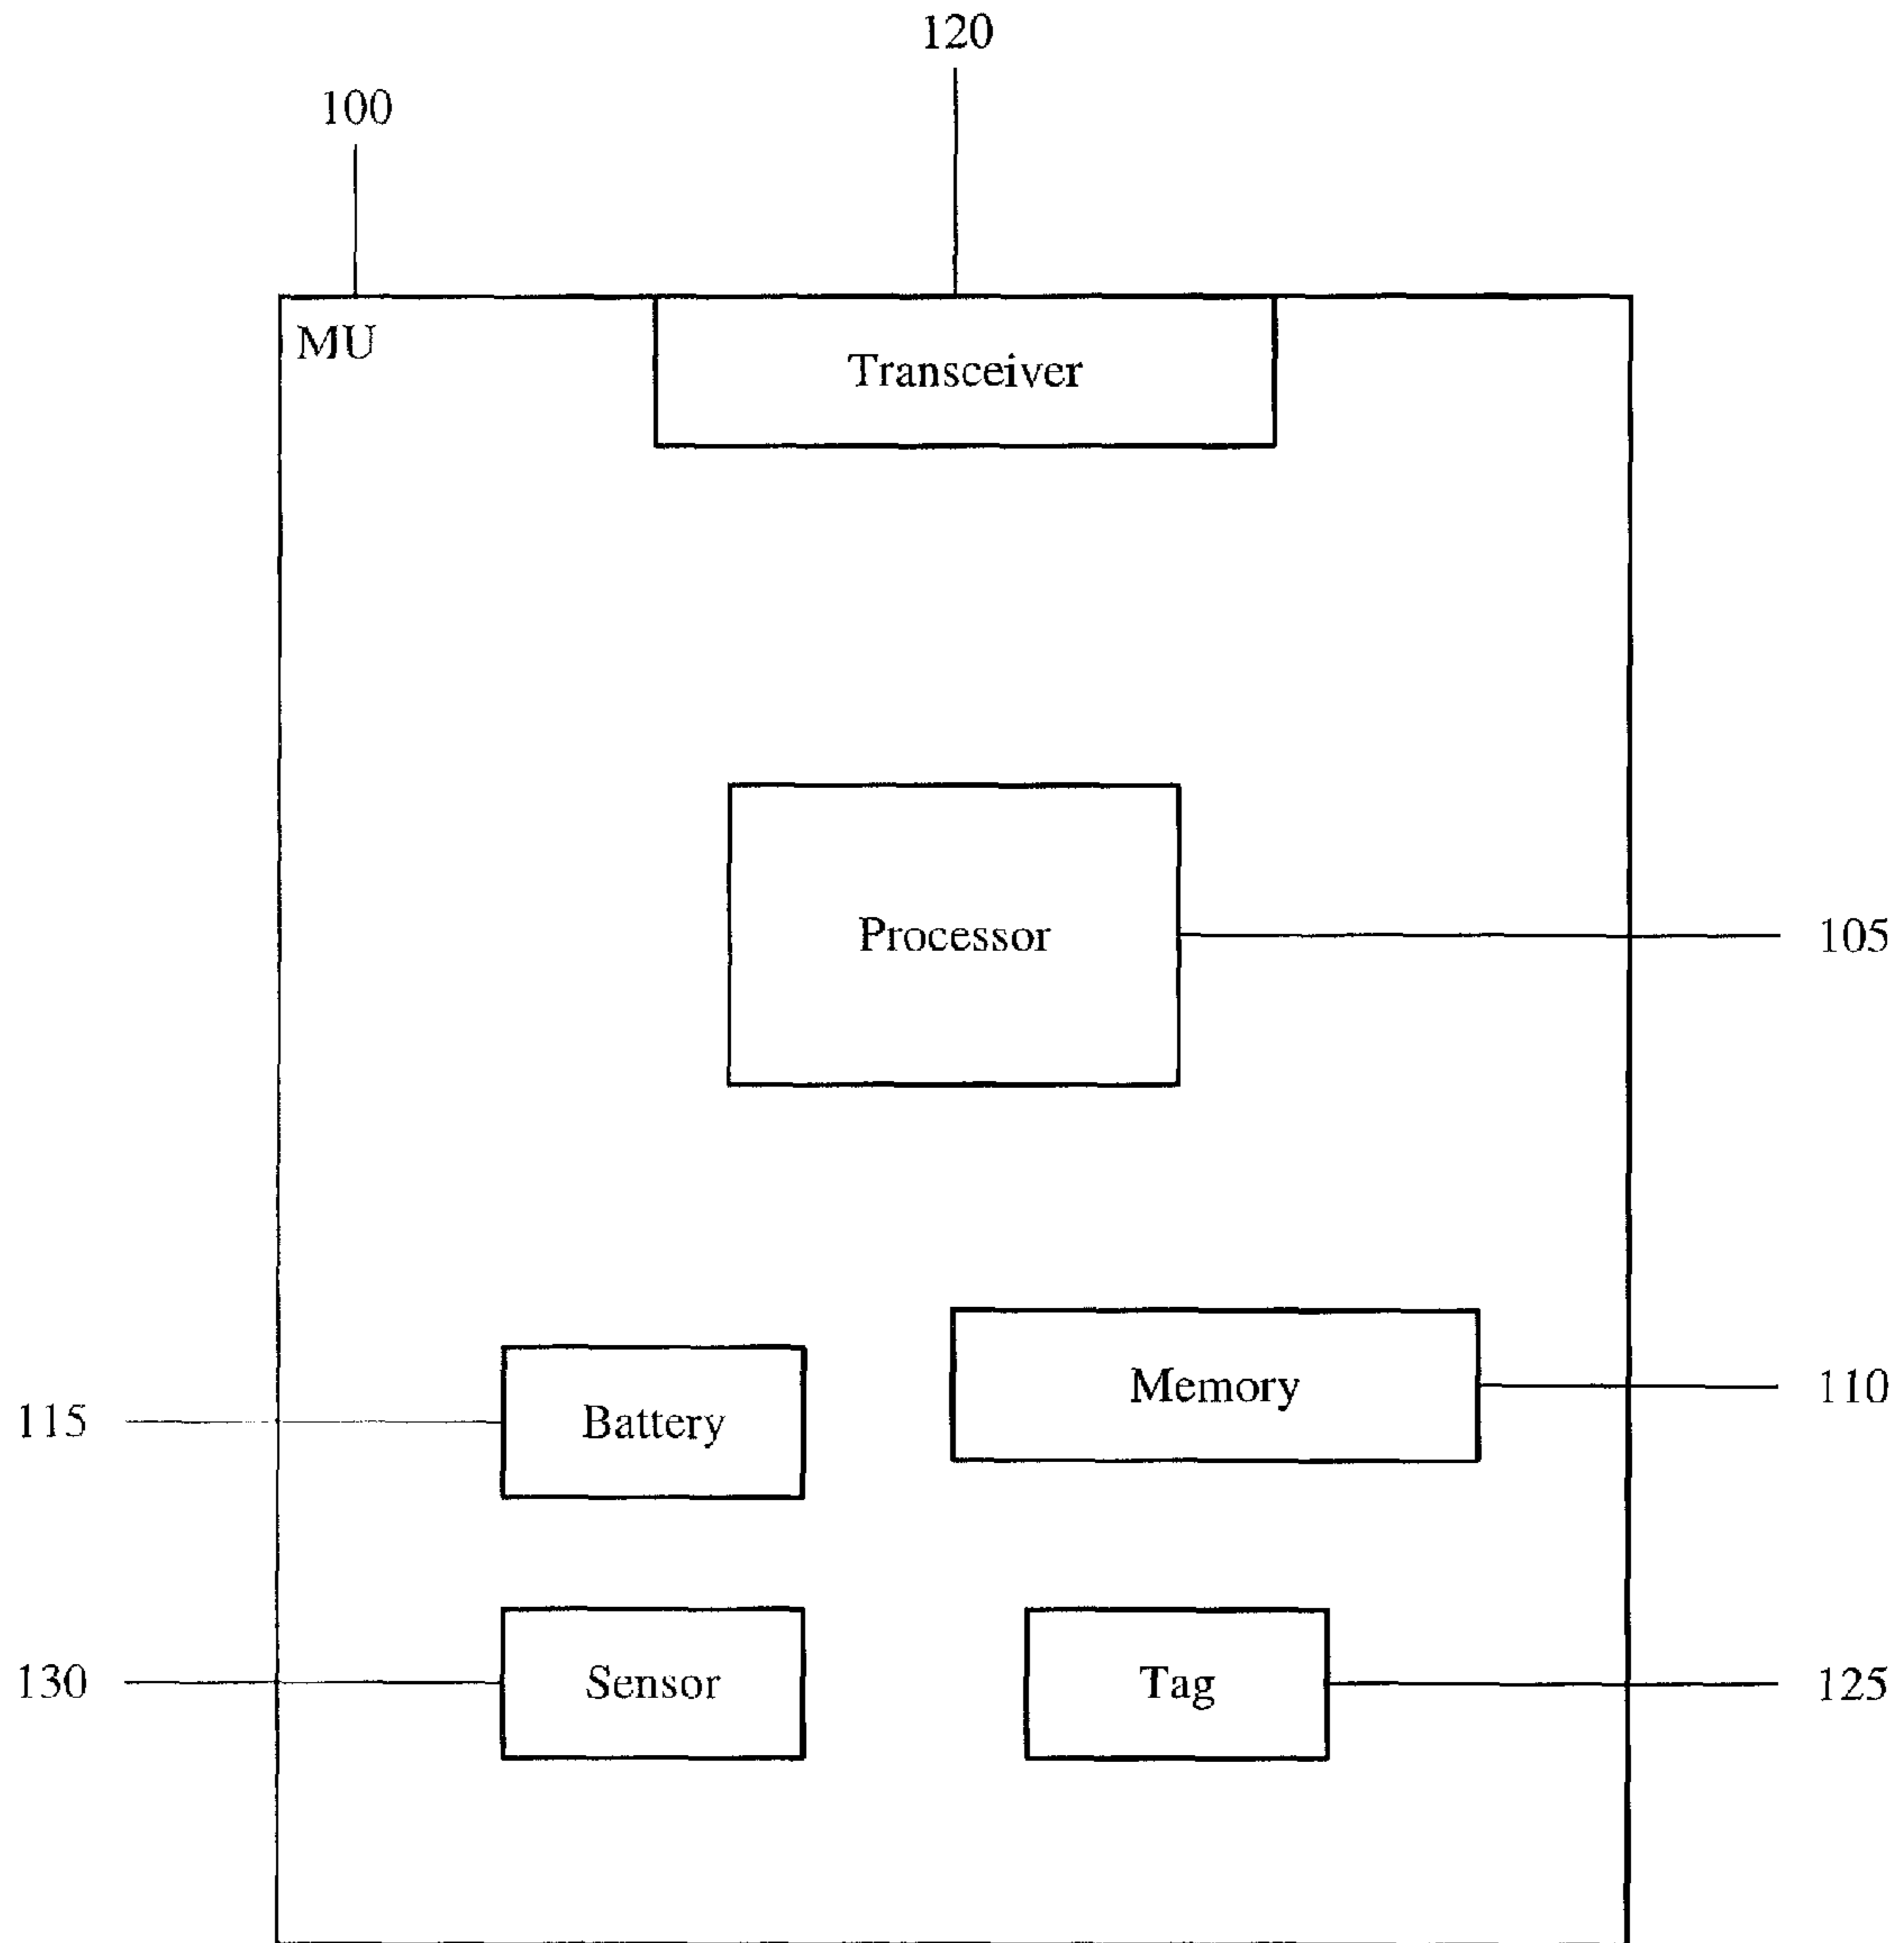 120
100
MU
Transceiver
Processor
105
Memory
110
115
Battery
130
Sensor
Tag
125